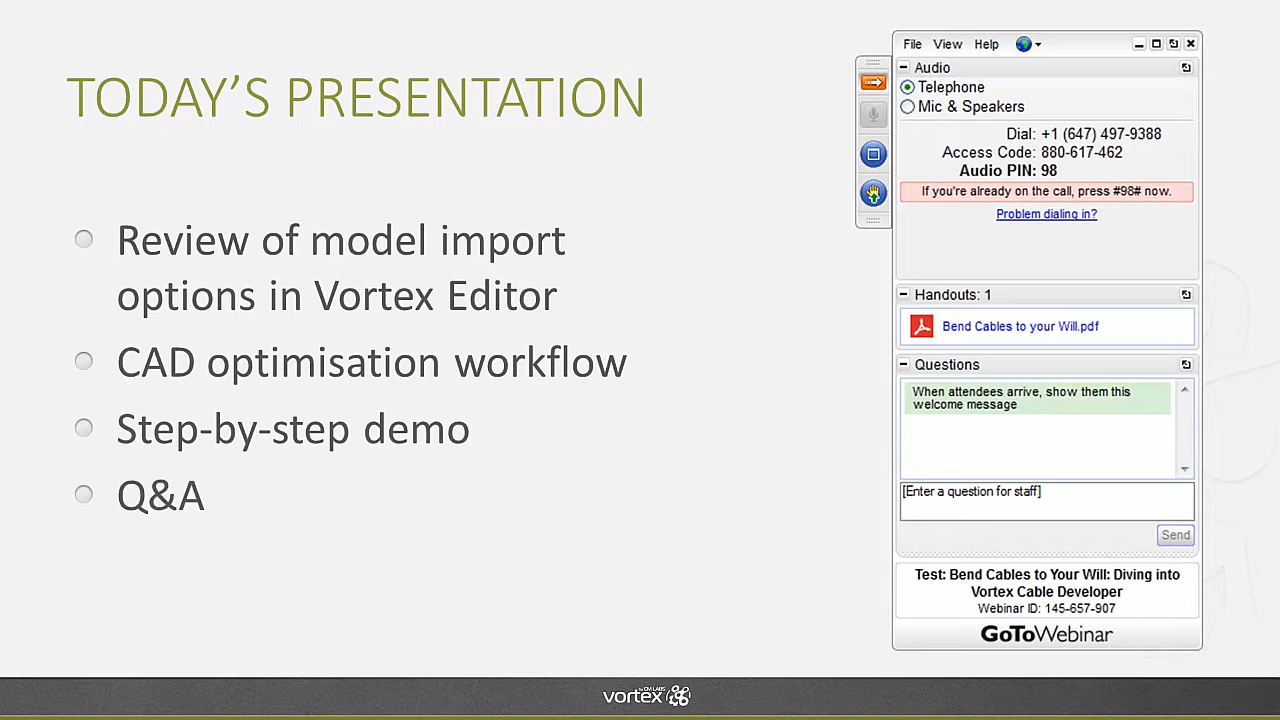 TODAY'S PRESENTATION
Review of model import
options in Vortex Editor
CAD optimisation workflow
Step-by-step demo
Q&A
File View Help
Audio
Telephone
Mic & Speakers
Dial: +1 (647) 497-9388
Access Code: 880-617-462
Audio PIN: 98
If you're already on the call, press #98# now.
Problem dialing in?
Handouts: 1
Bend Cables to your Will.pdf
Questions
When attendees arrive, show them this
welcome message
[Enter a question for staff]
Send
Test: Bend Cables to Your Will: Diving into
Vortex Cable Developer
Webinar ID: 145-657-907
GoToWebinar
vortex by CM LABS